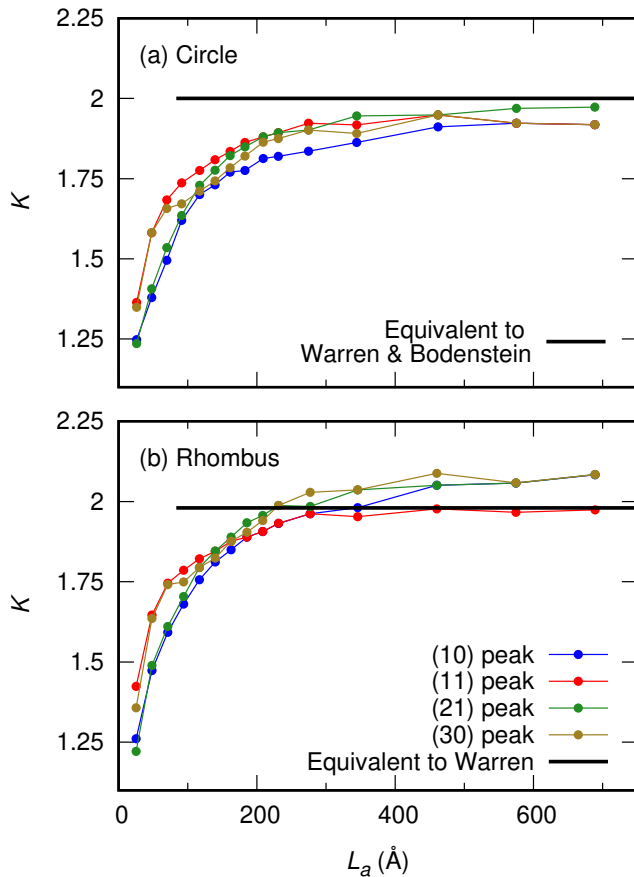 2.25
(a) Circle
2
1.75
K
1.5
1.25
Equivalent to
Warren & Bodenstein
2.25
(b) Rhombus
2
1.75
K
1.5
1.25
(10) peak
(11) peak
(21) peak
(30) peak
Equivalent to Warren
0 200 400 600
La (Å)